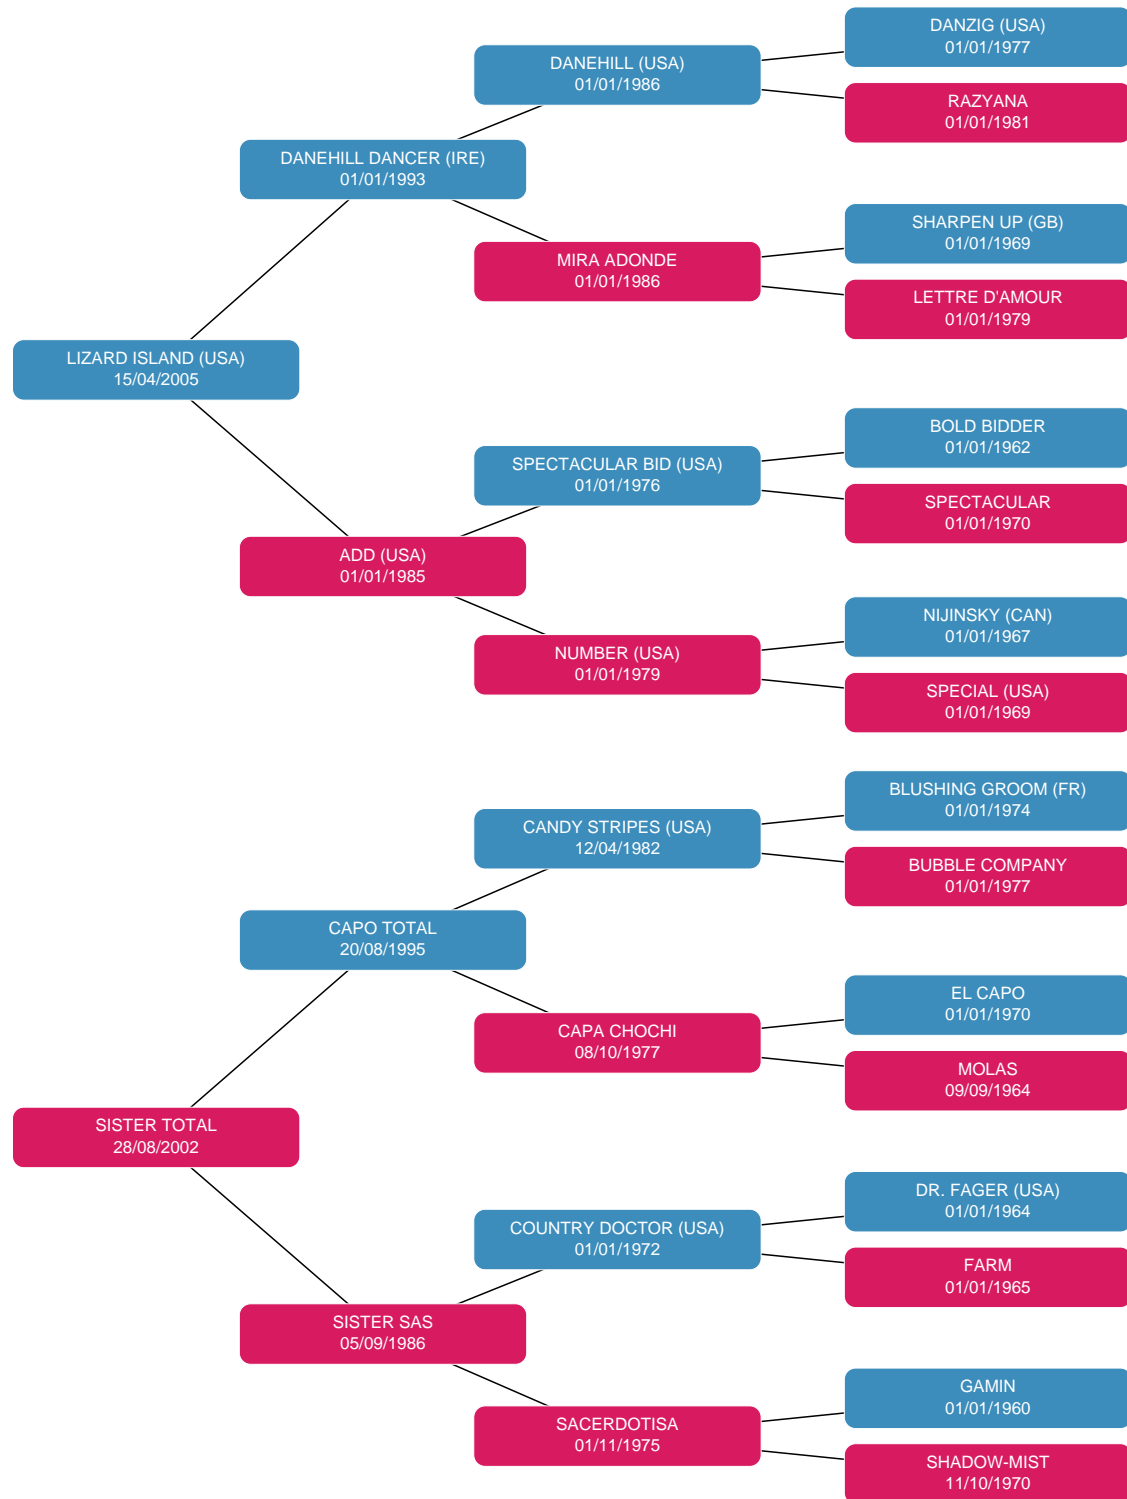 DANZIG (USA)
01/01/1977
DANEHILL (USA)
01/01/1986
RAZYANA
01/01/1981
DANEHILL DANCER (IRE)
01/01/1993
SHARPEN UP (GB)
01/01/1969
MIRA ADONDE
01/01/1986
LETTRE D'AMOUR
01/01/1979
LIZARD ISLAND (USA)
15/04/2005
BOLD BIDDER
01/01/1962
SPECTACULAR BID (USA)
01/01/1976
SPECTACULAR
01/01/1970
ADD (USA)
01/01/1985
NIJINSKY (CAN)
01/01/1967
NUMBER (USA)
01/01/1979
SPECIAL (USA)
01/01/1969
BLUSHING GROOM (FR)
01/01/1974
CANDY STRIPES (USA)
12/04/1982
BUBBLE COMPANY
01/01/1977
CAPO TOTAL
20/08/1995
EL CAPO
01/01/1970
CAPA CHOCHI
08/10/1977
MOLAS
09/09/1964
SISTER TOTAL
28/08/2002
DR. FAGER (USA)
01/01/1964
COUNTRY DOCTOR (USA)
01/01/1972
FARM
01/01/1965
SISTER SAS
05/09/1986
GAMIN
01/01/1960
SACERDOTISA
01/11/1975
SHADOW-MIST
11/10/1970